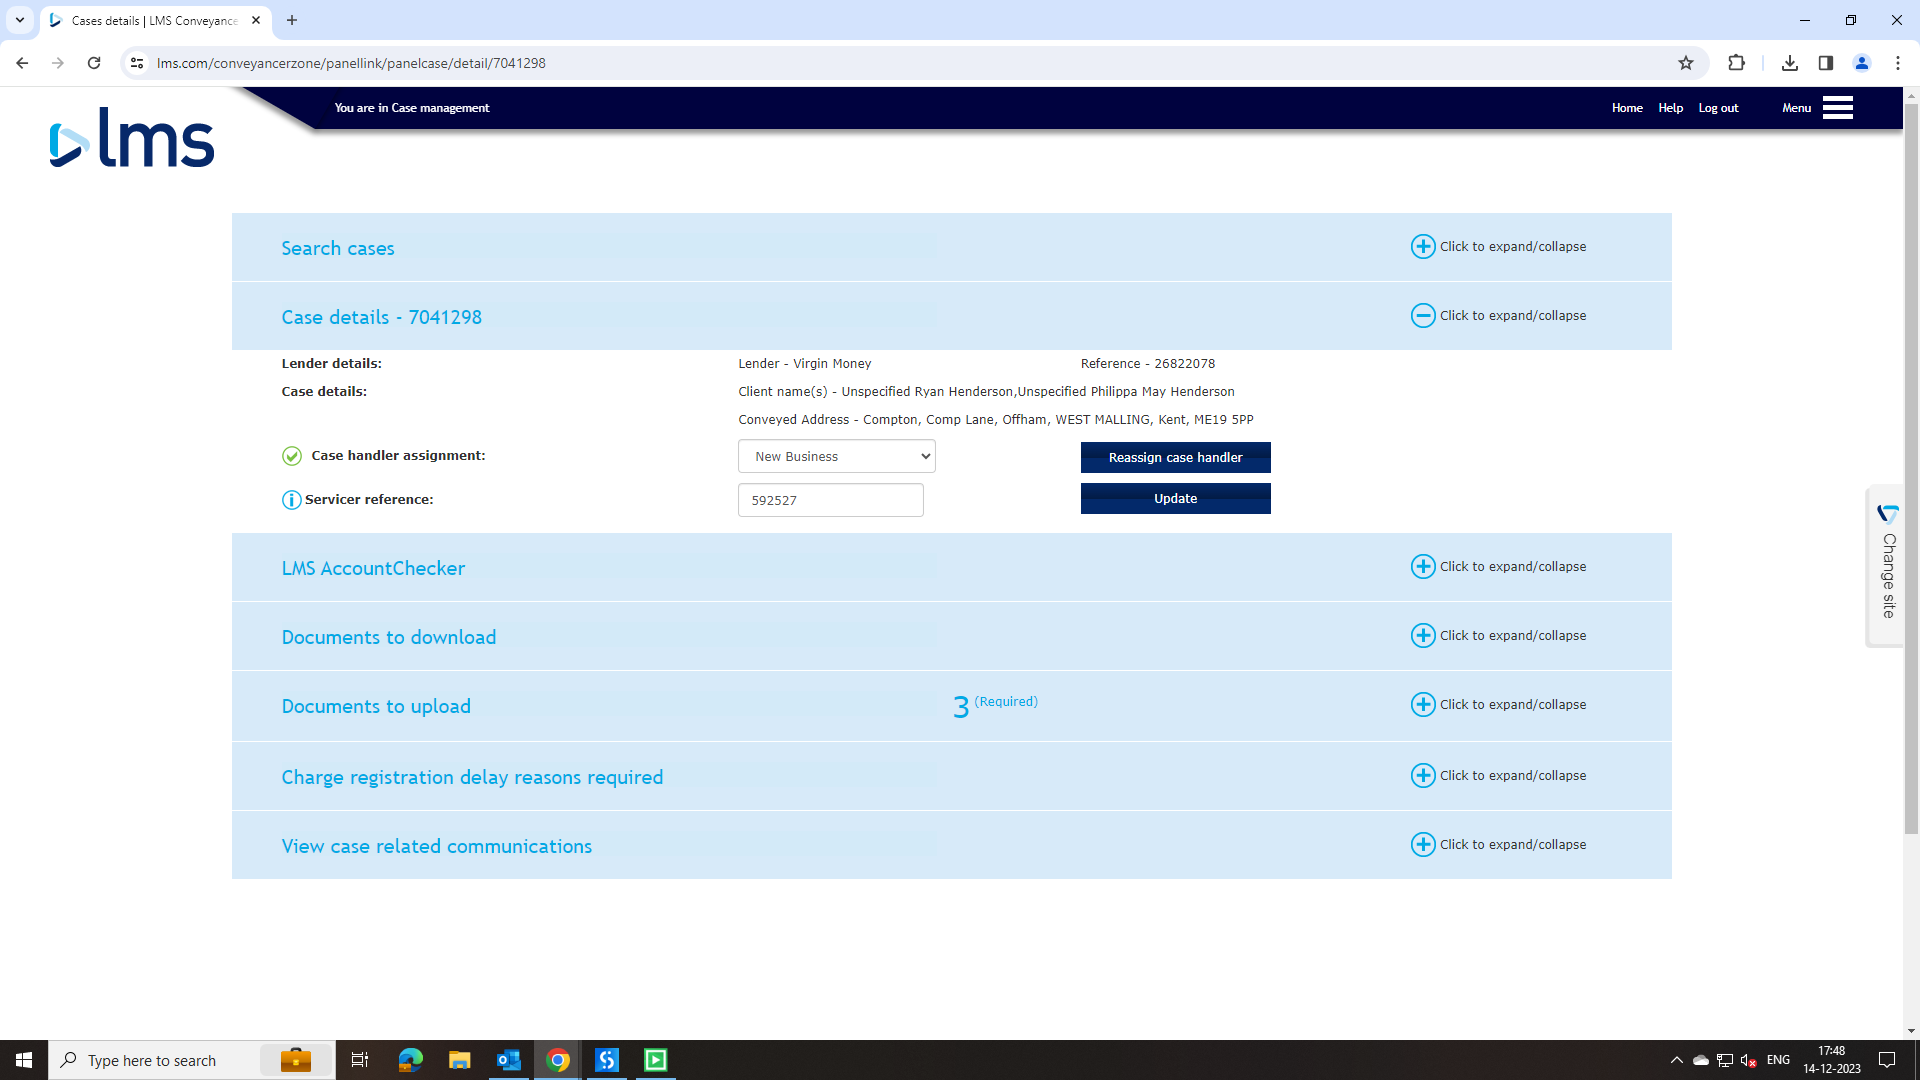 Cases details | LMS Conveyance
lms.com/conveyancerzone/panellink/panelcase/detail/7041298
You are in Case management
Home
Help
Log out
Menu
lms
Search cases
Click to expand/collapse
Case details - 7041298
Click to expand/collapse
Lender details:
Lender - Virgin Money
Reference - 26822078
Case details:
Client name(s) - Unspecified Ryan Henderson,Unspecified Philippa May Henderson
Conveyed Address - Compton, Comp Lane, Offham, WEST MALLING, Kent, ME19 5PP
Case handler assignment:
New Business
Reassign case handler
Servicer reference:
592527
Update
Change site
LMS AccountChecker
Click to expand/collapse
Documents to download
Click to expand/collapse
Documents to upload
3 (Required)
Click to expand/collapse
Charge registration delay reasons required
Click to expand/collapse
View case related communications
Click to expand/collapse
Type here to search
ENG
17:48
14-12-2023